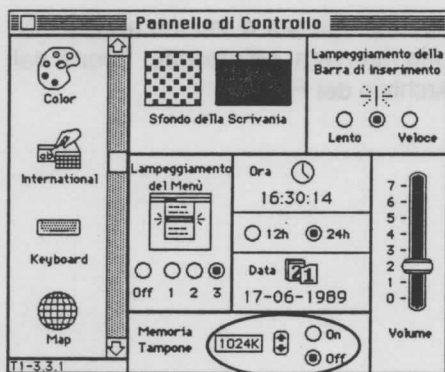 Pannello di Controllo
Color
International
Keyboard
Map
T1-3.3.1
Sfondo della Scrivania
Lampeggiamento della
Barra di Inserimento
Lento
Veloce
Lampeggiamento
del Menù
Off 1 2 3
Ora
16:30:14
12h 24h
Data
21
17-06-1989
7
6
5
4
3
2
1
0
Volume
Memoria
Tampone
1024K
On
Off